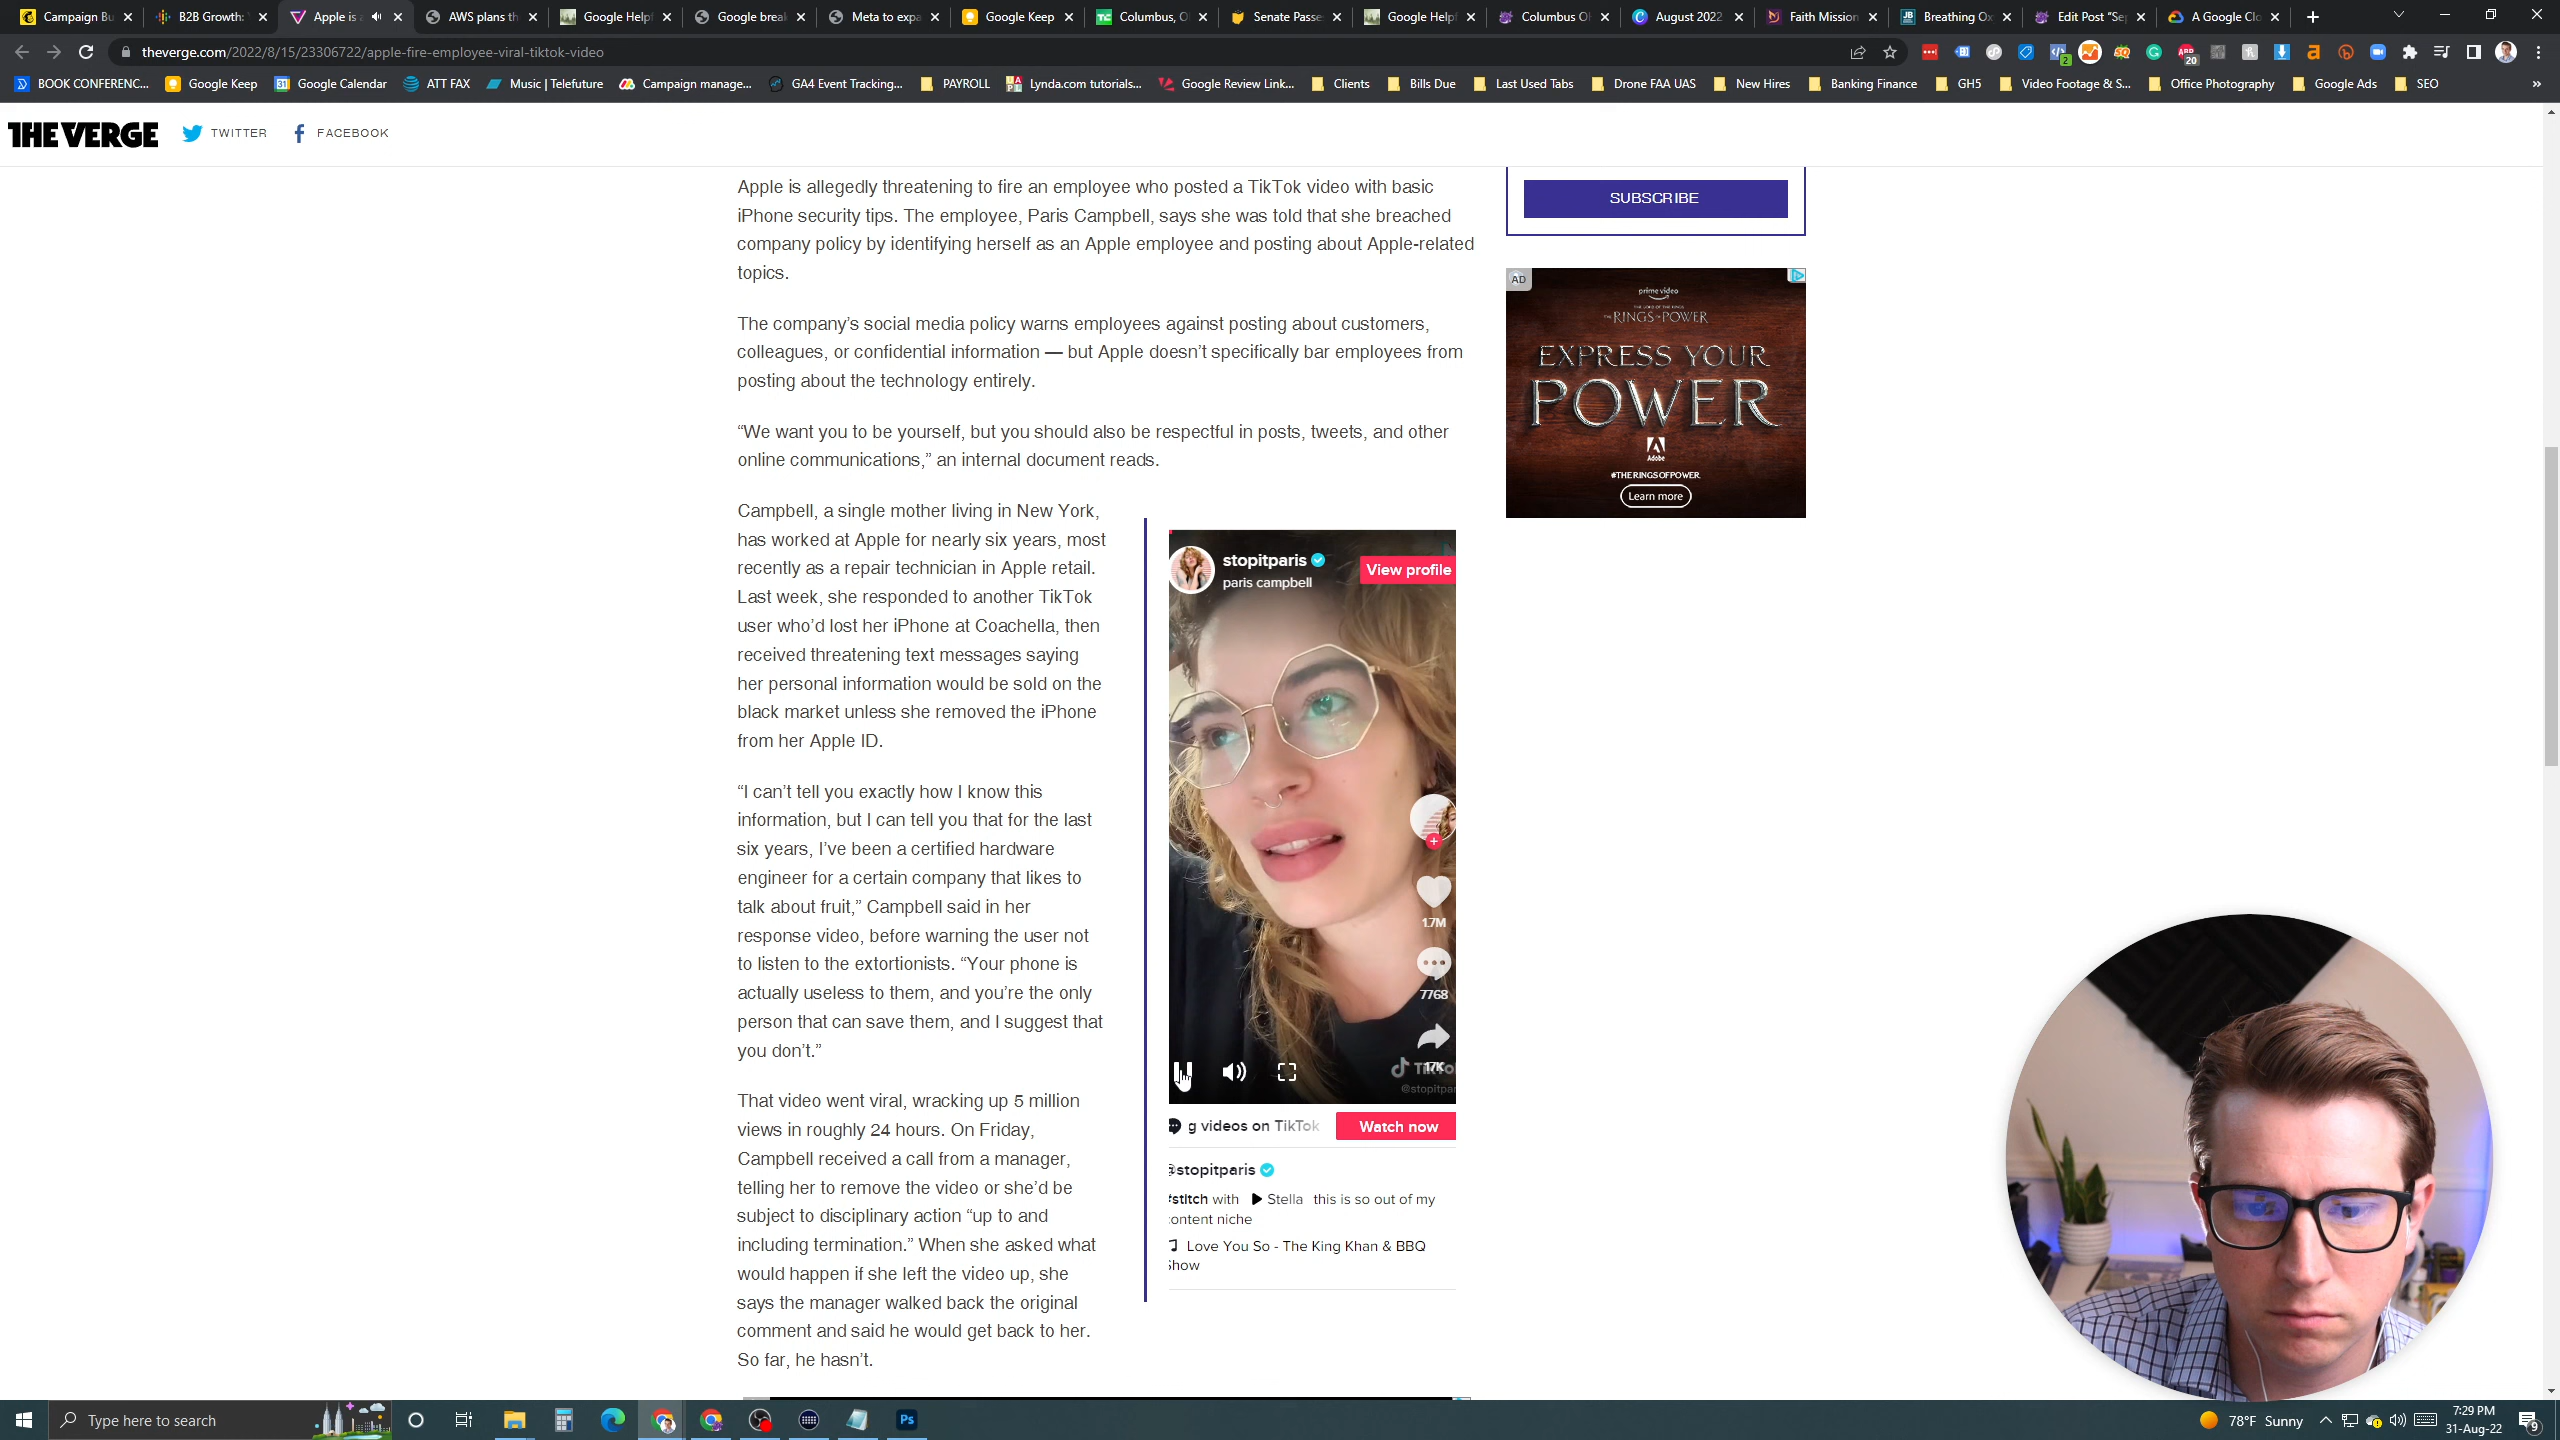 Campaign Bu
B2B Growth:
Apple is
AWS plans th
Google Helpf
Google brea
Meta to expa
Google Keep
Columbus, O
Senate Passe
Google Helpf
Columbus O
August 2022
Faith Mission
Breathing Ox
Edit Post “Se
A Google Clo
theverge.com/2022/8/15/23306722/apple-fire-employee-viral-tiktok-video
2
20
BOOK CONFERENC...
Google Keep
31
Google Calendar
ATT FAX
Music | Telefuture
Campaign manage...
GA4 Event Tracking...
PAYROLL
Lynda.com tutorials...
Google Review Link...
Clients
Bills Due
Last Used Tabs
Drone FAA UAS
New Hires
Banking Finance
GH5
Video Footage & S...
Office Photography
Google Ads
SEO
»
THE VERGE
TWITTER
FACEBOOK
Apple is allegedly threatening to fire an employee who posted a TikTok video with basic
iPhone security tips. The employee, Paris Campbell, says she was told that she breached
company policy by identifying herself as an Apple employee and posting about Apple-related
topics.
The company’s social media policy warns employees against posting about customers,
colleagues, or confidential information — but Apple doesn’t specifically bar employees from
posting about the technology entirely.
“We want you to be yourself, but you should also be respectful in posts, tweets, and other
online communications,” an internal document reads.
Campbell, a single mother living in New York,
has worked at Apple for nearly six years, most
recently as a repair technician in Apple retail.
Last week, she responded to another TikTok
user who’d lost her iPhone at Coachella, then
received threatening text messages saying
her personal information would be sold on the
black market unless she removed the iPhone
from her Apple ID.
“I can’t tell you exactly how I know this
information, but I can tell you that for the last
six years, I’ve been a certified hardware
engineer for a certain company that likes to
talk about fruit,” Campbell said in her
response video, before warning the user not
to listen to the extortionists. “Your phone is
actually useless to them, and you’re the only
person that can save them, and I suggest that
you don’t.”
That video went viral, wracking up 5 million
views in roughly 24 hours. On Friday,
Campbell received a call from a manager,
telling her to remove the video or she’d be
subject to disciplinary action “up to and
including termination.” When she asked what
would happen if she left the video up, she
says the manager walked back the original
comment and said he would get back to her.
So far, he hasn’t.
stopitparis
paris campbell
View profile
1.7M
7768
17K
TikTo
@stopitpar
g videos on TikTok
Watch now
@stopitparis
#stitch with ▶ Stella this is so out of my
content niche
Love You So - The King Khan & BBQ
Show
SUBSCRIBE
AD
prime video
THE LORD OF THE RINGS
THE RINGS OF POWER
EXPRESS YOUR
POWER
Adobe
#THERINGSOFPOWER
Learn more
Type here to search
Ps
78°F Sunny
7:29 PM
31-Aug-22
9